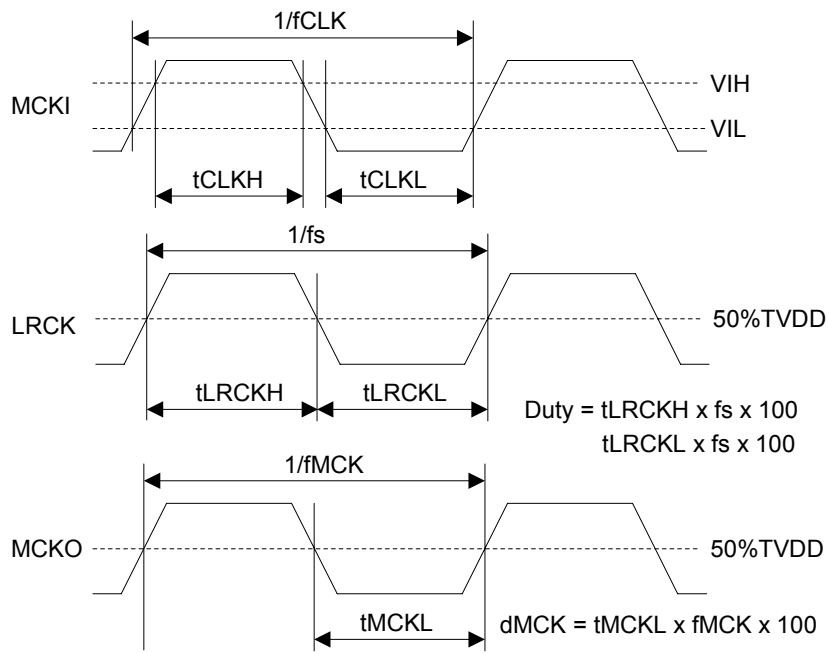 1/fCLK
VIH
MCKI
VIL
tCLKH
tCLKL
1/fs
LRCK
50%TVDD
tLRCKH
tLRCKL
Duty = tLRCKH x fs x 100
tLRCKL x fs x 100
1/fMCK
MCKO
50%TVDD
tMCKL
dMCK = tMCKL x fMCK x 100